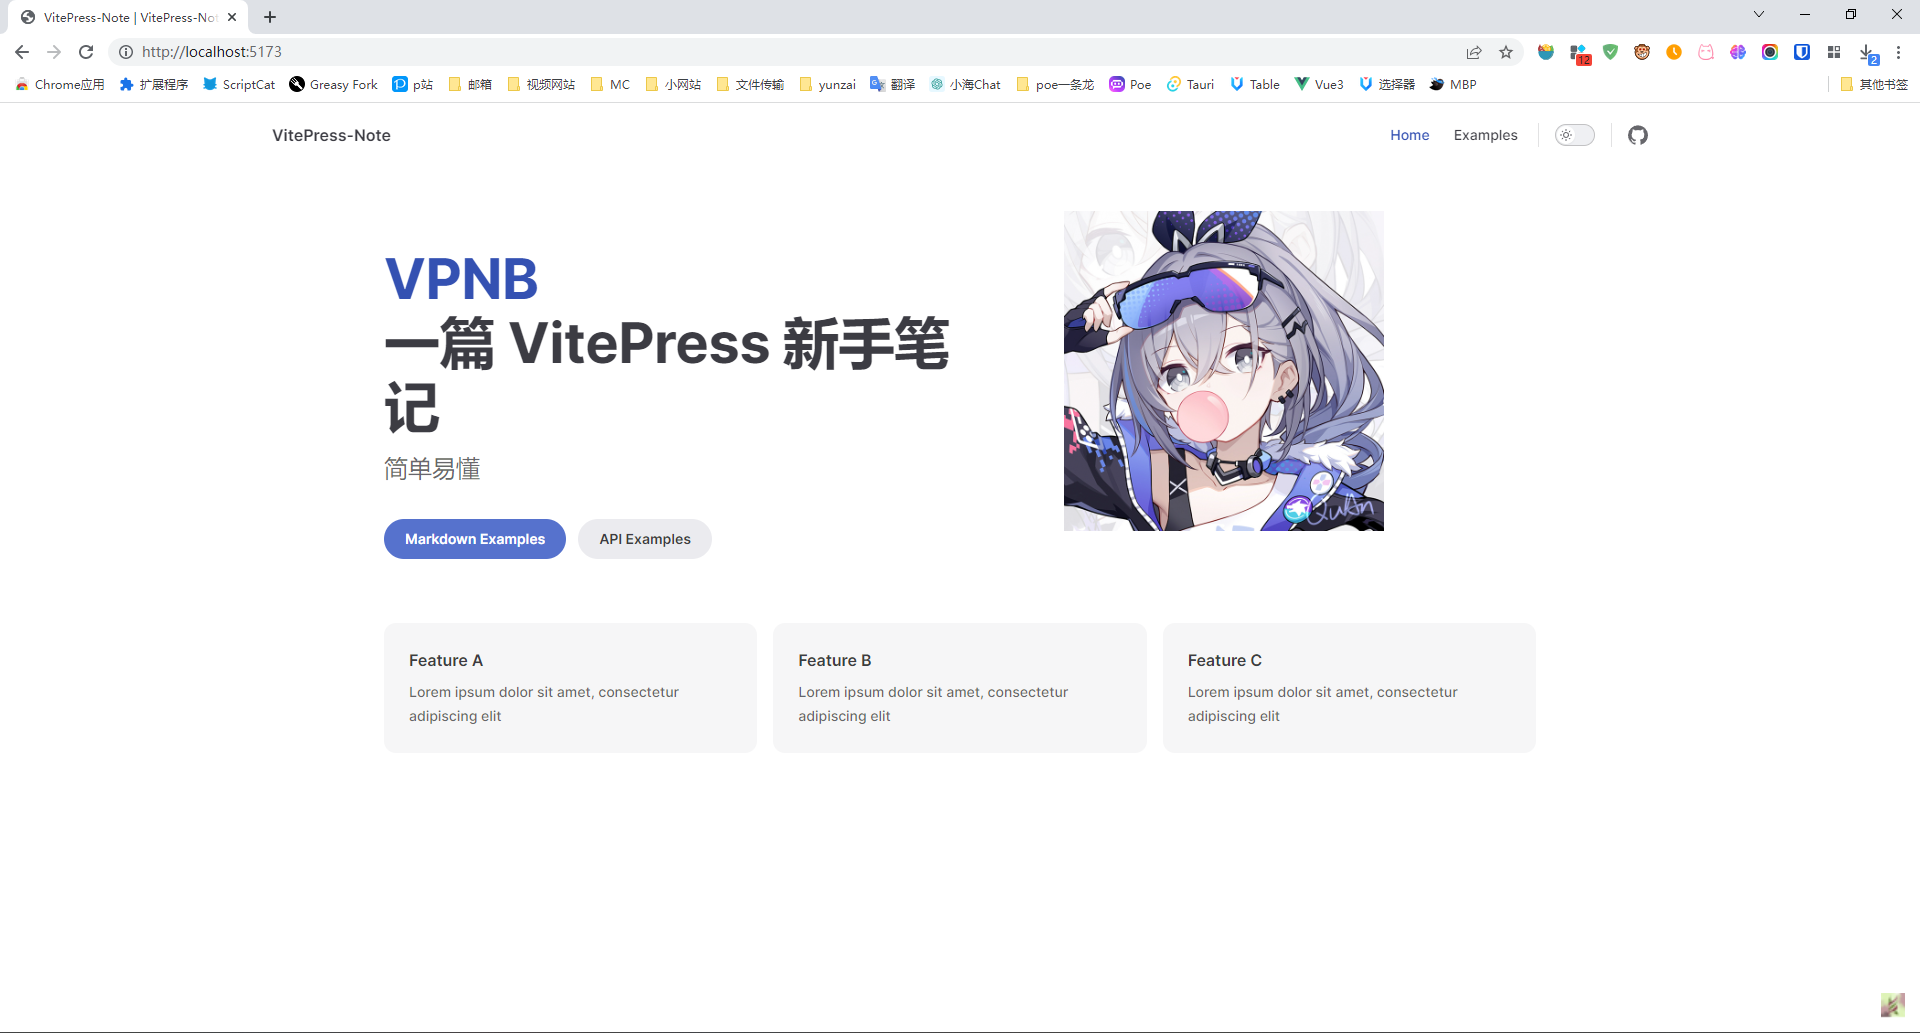 VitePress-Note | VitePress-Not
http://localhost:5173
12
2
Chrome应用
扩展程序
ScriptCat
Greasy Fork
p站
邮箱
视频网站
MC
小网站
文件传输
yunzai
翻译
小海Chat
poe一条龙
Poe
Tauri
Table
Vue3
选择器
MBP
其他书签
VitePress-Note
Home
Examples
VPNB
一篇 VitePress 新手笔
记
简单易懂
Markdown Examples
API Examples
QuAn
Feature A
Lorem ipsum dolor sit amet, consectetur
adipiscing elit
Feature B
Lorem ipsum dolor sit amet, consectetur
adipiscing elit
Feature C
Lorem ipsum dolor sit amet, consectetur
adipiscing elit